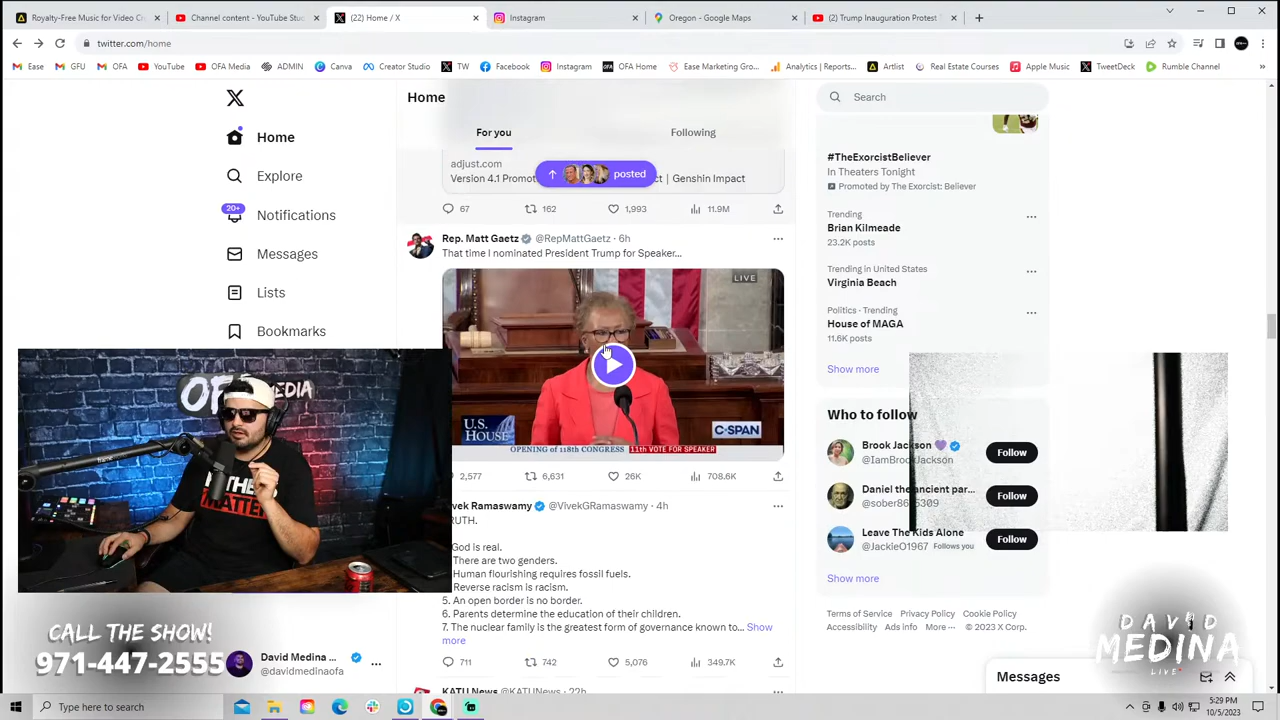 Royalty-Free Music for Video C
Channel content - YouTube Stu
(22) Home / X
Instagram
Oregon - Google Maps
(2) Trump Inauguration Protest
twitter.com/home
Ease
GFU
OFA
YouTube
OFA Media
ADMIN
Canva
Creator Studio
TW
Facebook
Instagram
OFA Home
Ease Marketing Gro...
Analytics | Reports...
Artlist
Real Estate Courses
Apple Music
TweetDeck
Rumble Channel
Home
Explore
20+
Notifications
Messages
Lists
Bookmarks
Home
For you
Following
adjust.com
Version 4.1 Promot
ct | Genshin Impact
posted
67
162
1,993
11.9M
Rep. Matt Gaetz @RepMattGaetz · 6h
That time I nominated President Trump for Speaker...
LIVE
U.S. HOUSE
C-SPAN
OPENING of 118th CONGRESS 11th VOTE FOR SPEAKER
2,577
6,631
26K
708.6K
vek Ramaswamy @VivekGRamaswamy · 4h
RUTH.
God is real.
There are two genders.
Human flourishing requires fossil fuels.
Reverse racism is racism.
5. An open border is no border.
6. Parents determine the education of their children.
7. The nuclear family is the greatest form of governance known to... Show
more
711
742
5,076
349.7K
KATU News @KATUNews · 22h
Search
#TheExorcistBeliever
In Theaters Tonight
Promoted by The Exorcist: Believer
Trending
Brian Kilmeade
23.2K posts
Trending in United States
Virginia Beach
Politics · Trending
House of MAGA
11.6K posts
Show more
Who to follow
Brook Jackson
@IamBrookJackson
Follow
Daniel the ancient par...
Follow
Leave The Kids Alone
@JackieO1967 Follows you
Follow
Show more
Terms of Service Privacy Policy Cookie Policy
Accessibility Ads info More ··· © 2023 X Corp.
Messages
OF MEDIA
MATTER
CALL THE SHOW!
971-447-2555
David Medina ...
@davidmedinaofa
DAVID
MEDINA
LIVE
Type here to search
5:29 PM
10/5/2023